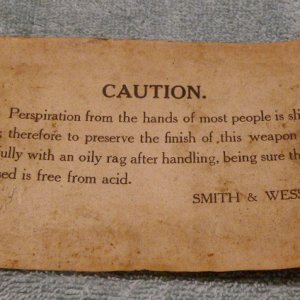 CAUTION.
Perspiration from the hands of most people is
therefore to preserve the finish of this weapon
with an oily rag after handling, being sure
is free from acid.
SMITH &